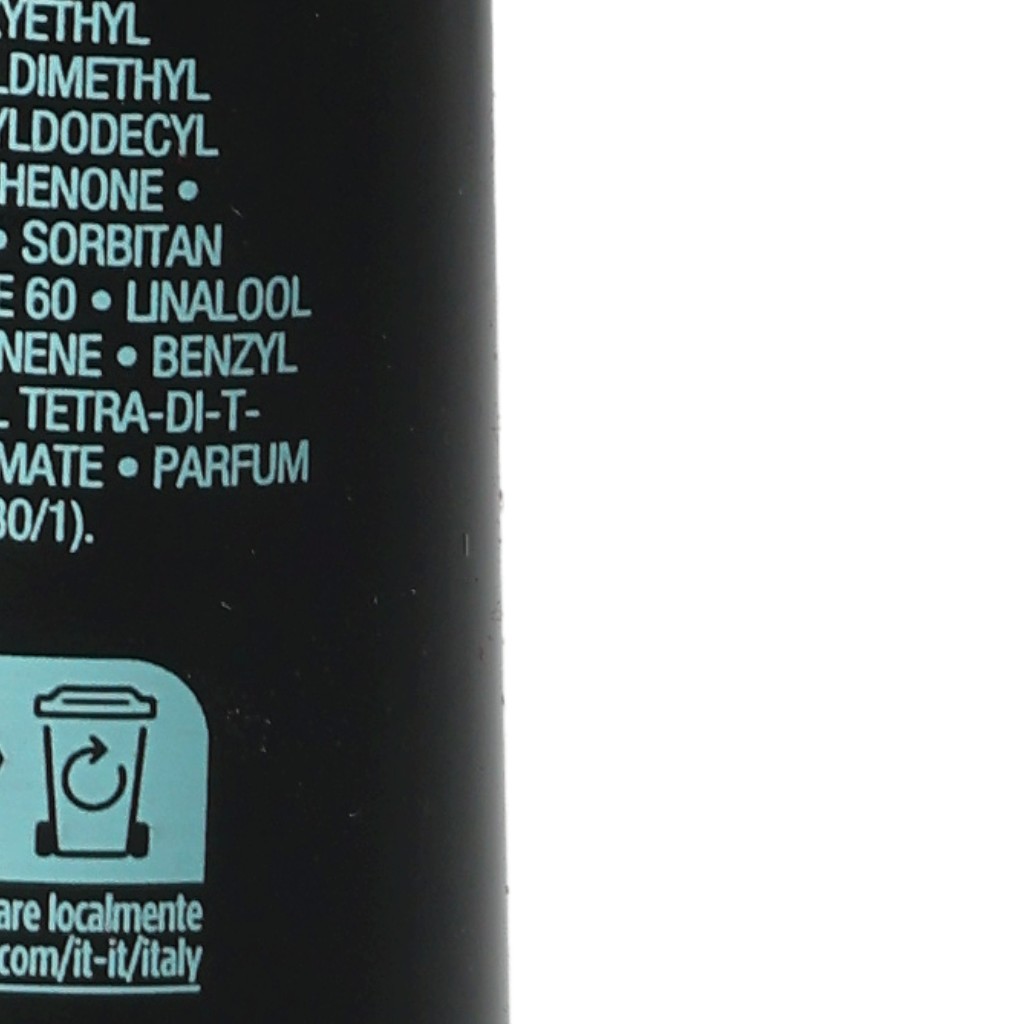 YETHYL
LDIMETHYL
YLDODECYL
HENONE •
• SORBITAN
E 60 • LINALOOL
NENE • BENZYL
L TETRA-DI-T-
MATE • PARFUM
30/1).
are localmente
.com/it-it/italy